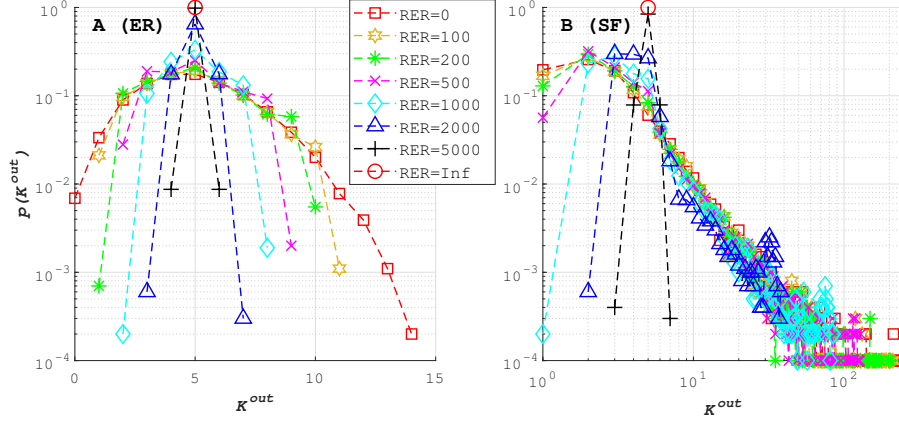 A (ER)
10^0
10^-1
10^-2
10^-3
10^-4
p(K^out)
0
5
10
15
K^out
RER=0
RER=100
RER=200
RER=500
RER=1000
RER=2000
RER=5000
RER=Inf
B (SF)
10^0
10^-1
10^-2
10^-3
10^-4
10^0
10^1
10^2
K^out